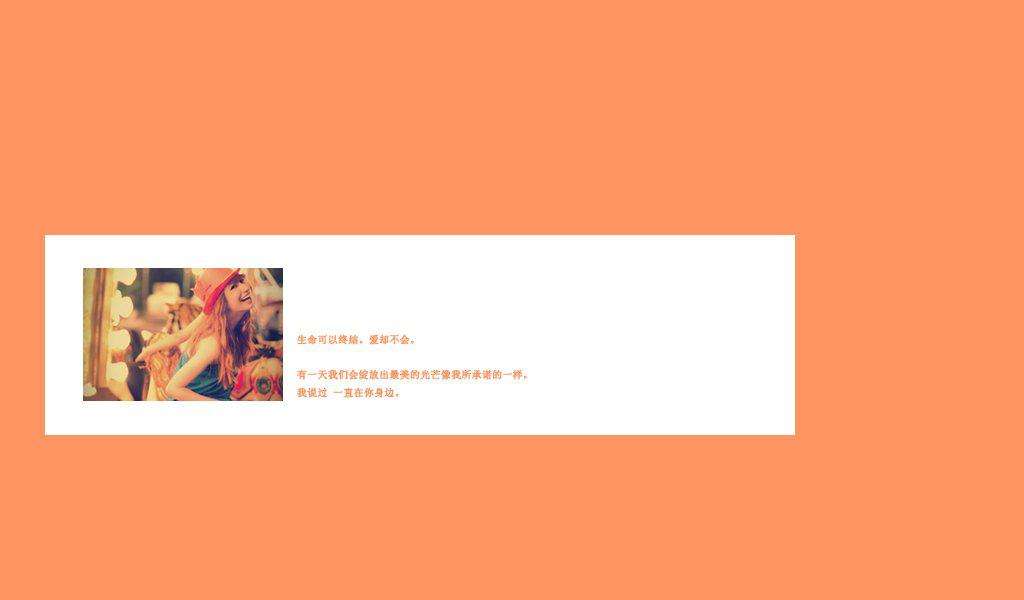 生命可以终结。爱却不会。
有一天我们会绽放出最美的光芒像我所承诺的一样。
我说过 一直在你身边。